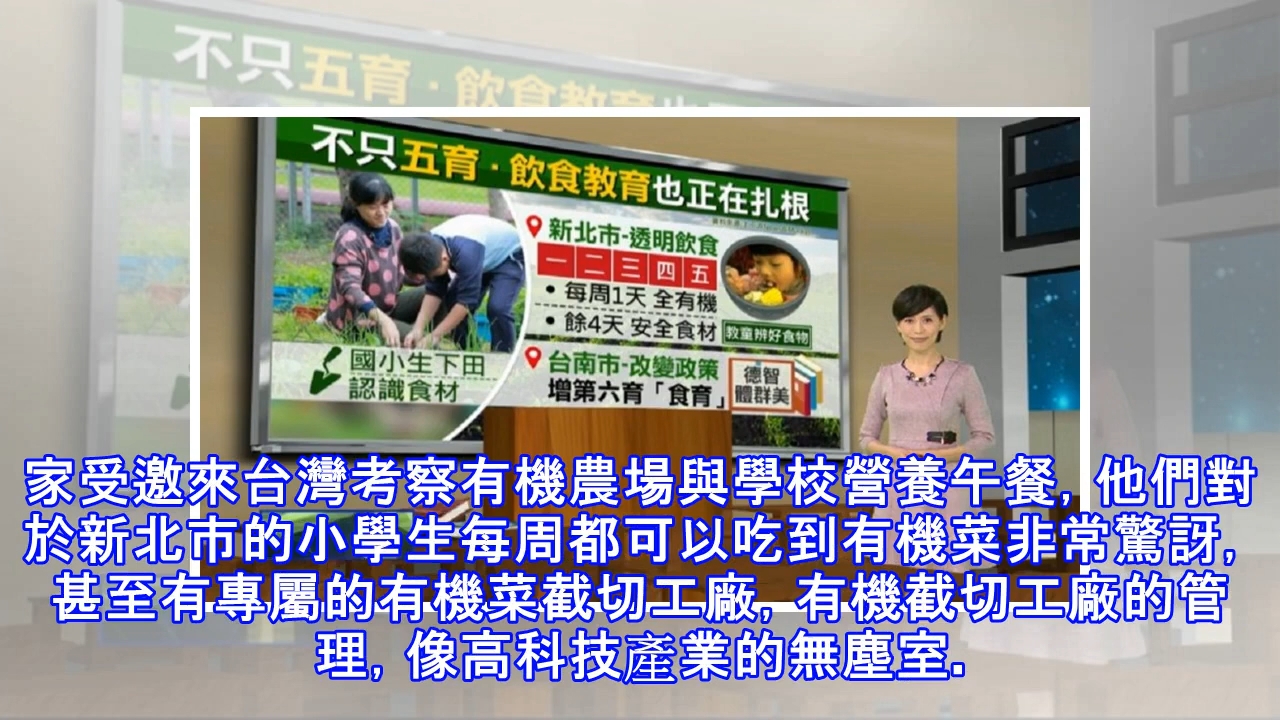 不只五育·飲食教育
不只五育·飲食教育也正在扎根
新北市-透明飲食
一二三四五
• 每周1天 全有機
• 餘4天 安全食材
教童辨好食物
國小生下田
認識食材
台南市-改變政策
增第六育「食育」
德智
體群美
家受邀來台灣考察有機農場與學校營養午餐, 他們對
於新北市的小學生每周都可以吃到有機菜非常驚訝,
甚至有專屬的有機菜截切工廠, 有機截切工廠的管
理, 像高科技產業的無塵室.